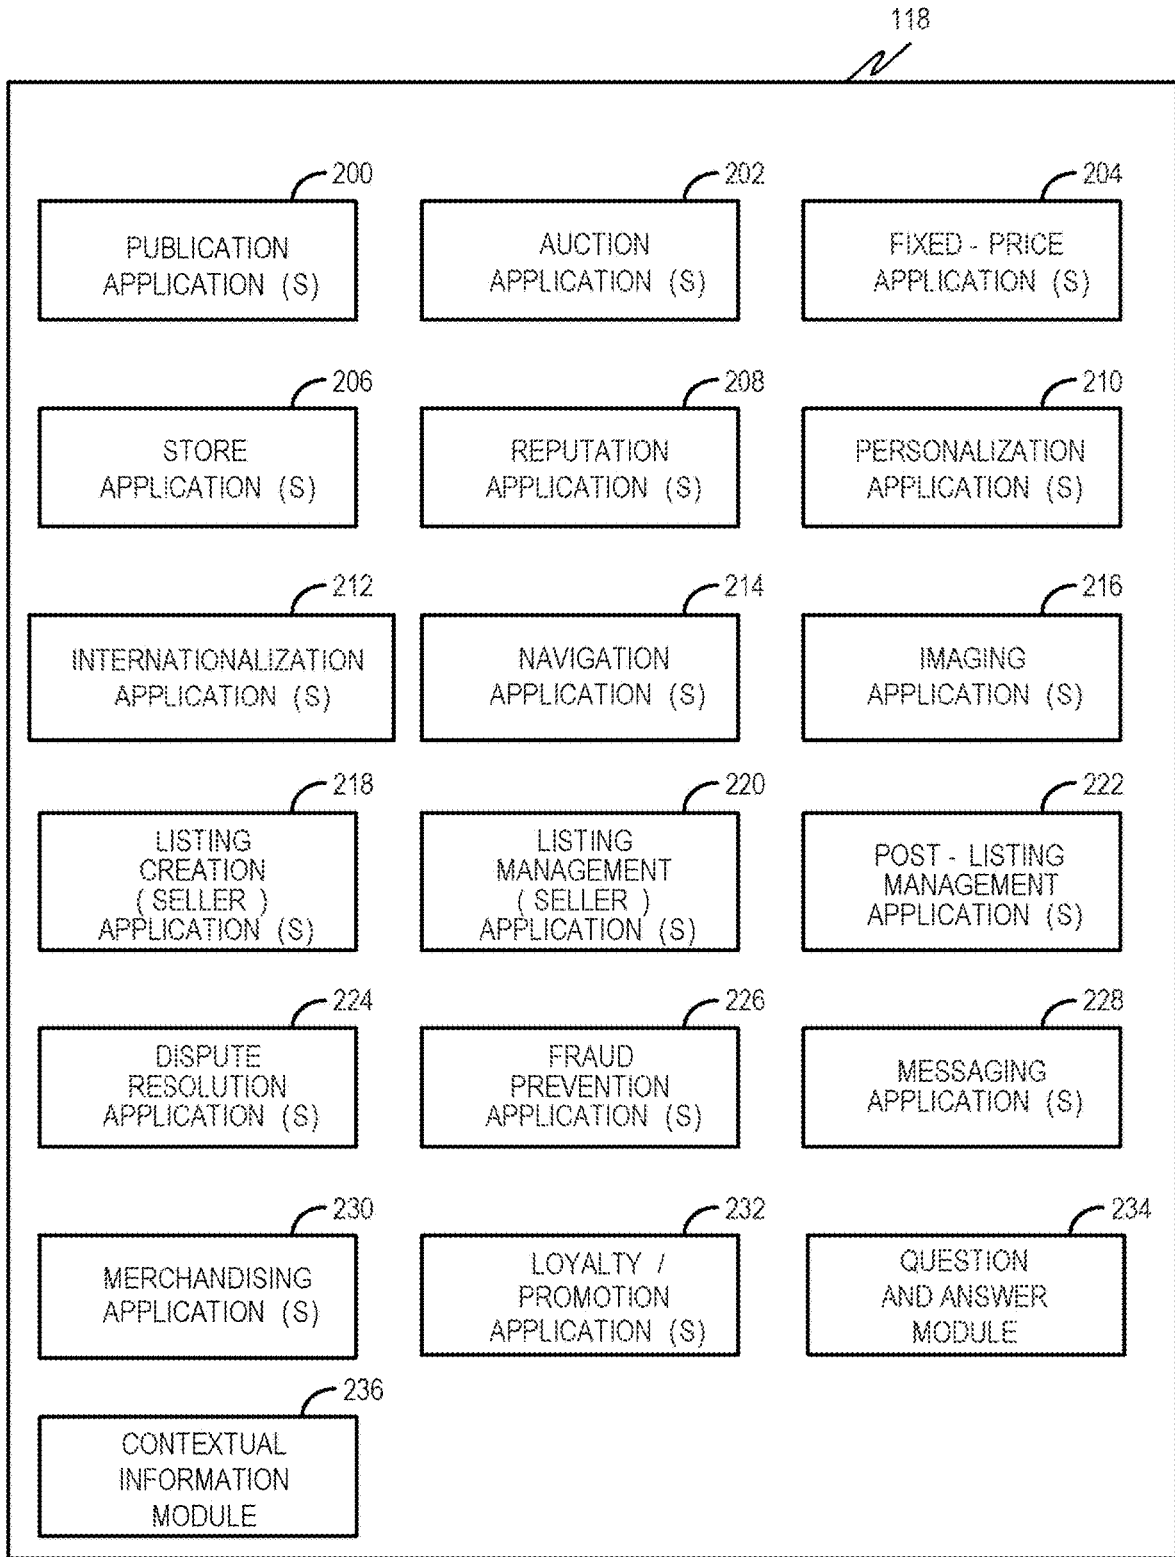 118
200
PUBLICATION
APPLICATION (S)
202
AUCTION
APPLICATION (S)
204
FIXED - PRICE
APPLICATION (S)
206
STORE
APPLICATION (S)
208
REPUTATION
APPLICATION (S)
210
PERSONALIZATION
APPLICATION (S)
212
INTERNATIONALIZATION
APPLICATION (S)
214
NAVIGATION
APPLICATION (S)
216
IMAGING
APPLICATION (S)
218
LISTING
CREATION
( SELLER )
APPLICATION (S)
220
LISTING
MANAGEMENT
( SELLER )
APPLICATION (S)
222
POST - LISTING
MANAGEMENT
APPLICATION (S)
224
DISPUTE
RESOLUTION
APPLICATION (S)
226
FRAUD
PREVENTION
APPLICATION (S)
228
MESSAGING
APPLICATION (S)
230
MERCHANDISING
APPLICATION (S)
232
LOYALTY /
PROMOTION
APPLICATION (S)
234
QUESTION
AND ANSWER
MODULE
236
CONTEXTUAL
INFORMATION
MODULE